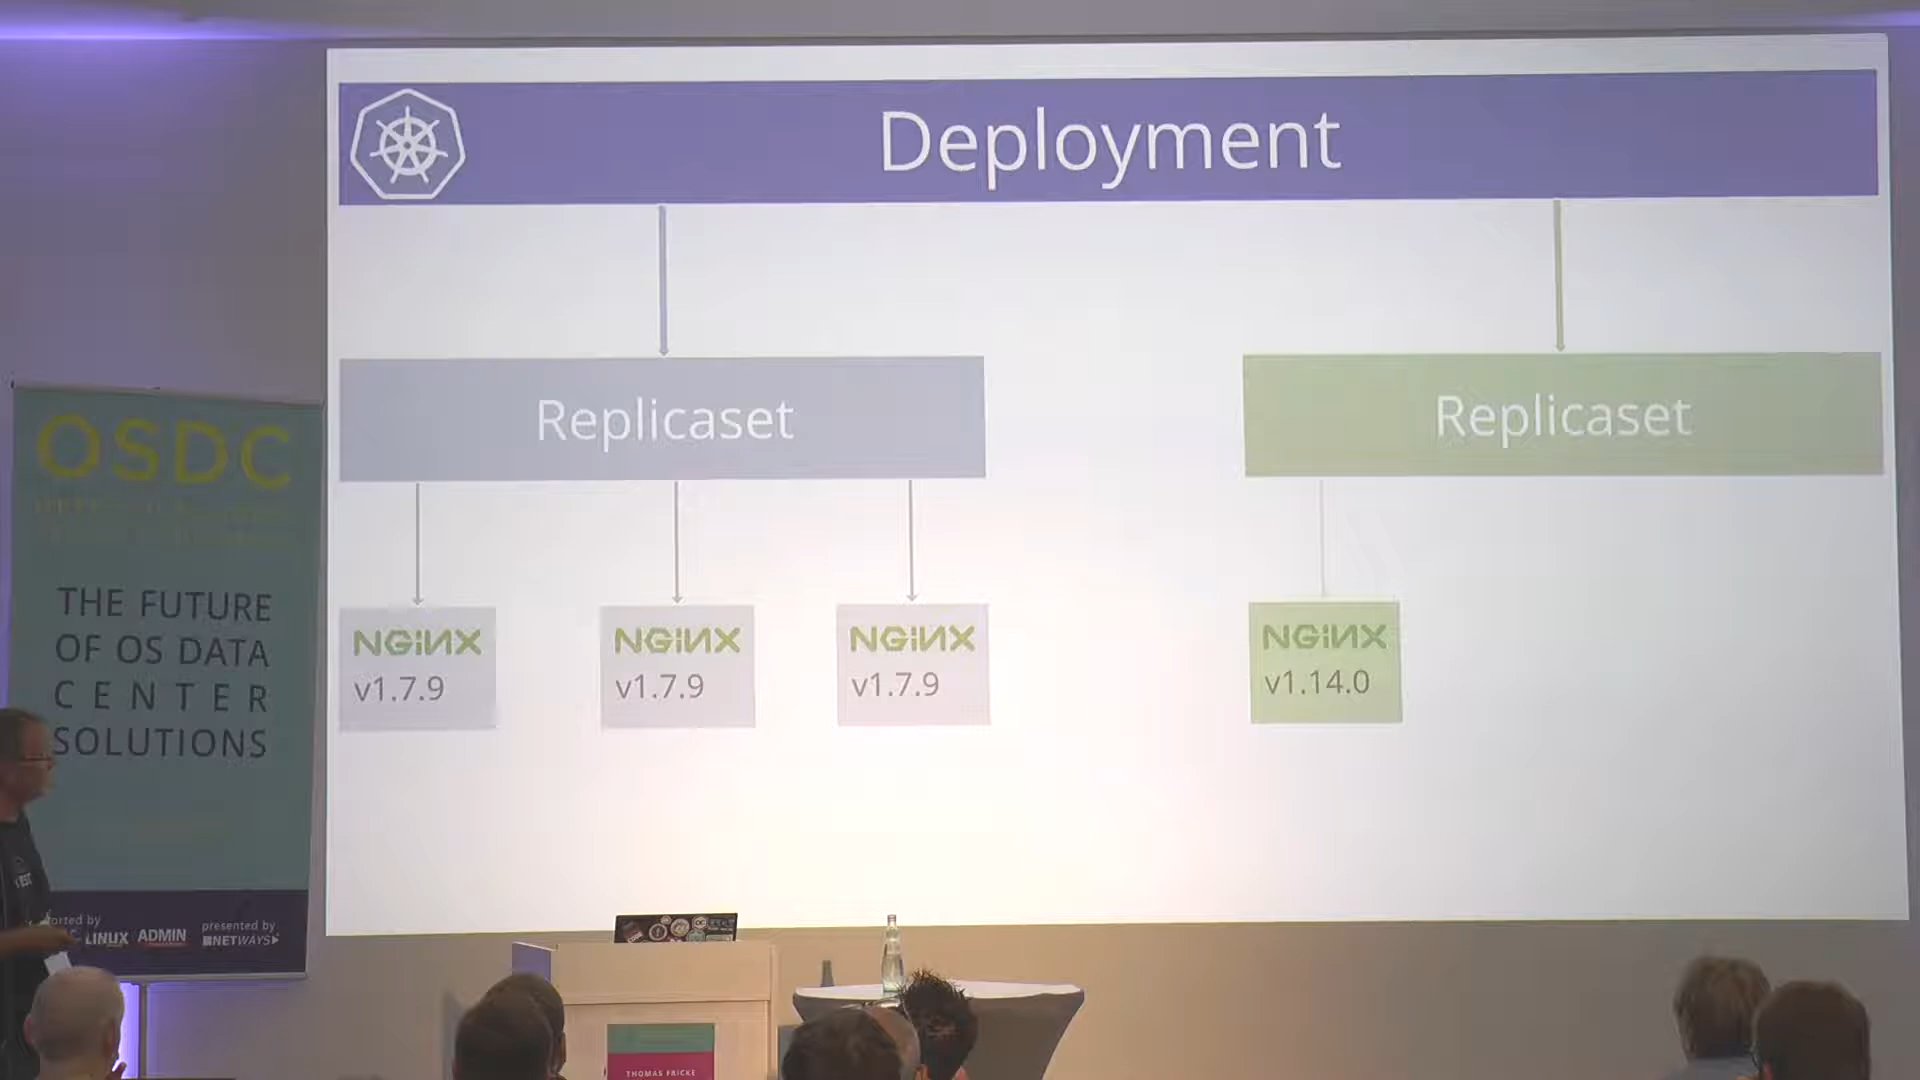 Deployment
Replicaset
Replicaset
NGiNX
v1.7.9
NGiNX
v1.7.9
NGiNX
v1.7.9
NGiNX
v1.14.0
OSDC
THE FUTURE
OF OS DATA
CENTER
SOLUTIONS
presented by
LINUX ADMIN NETWAYS
THOMAS FRICKE